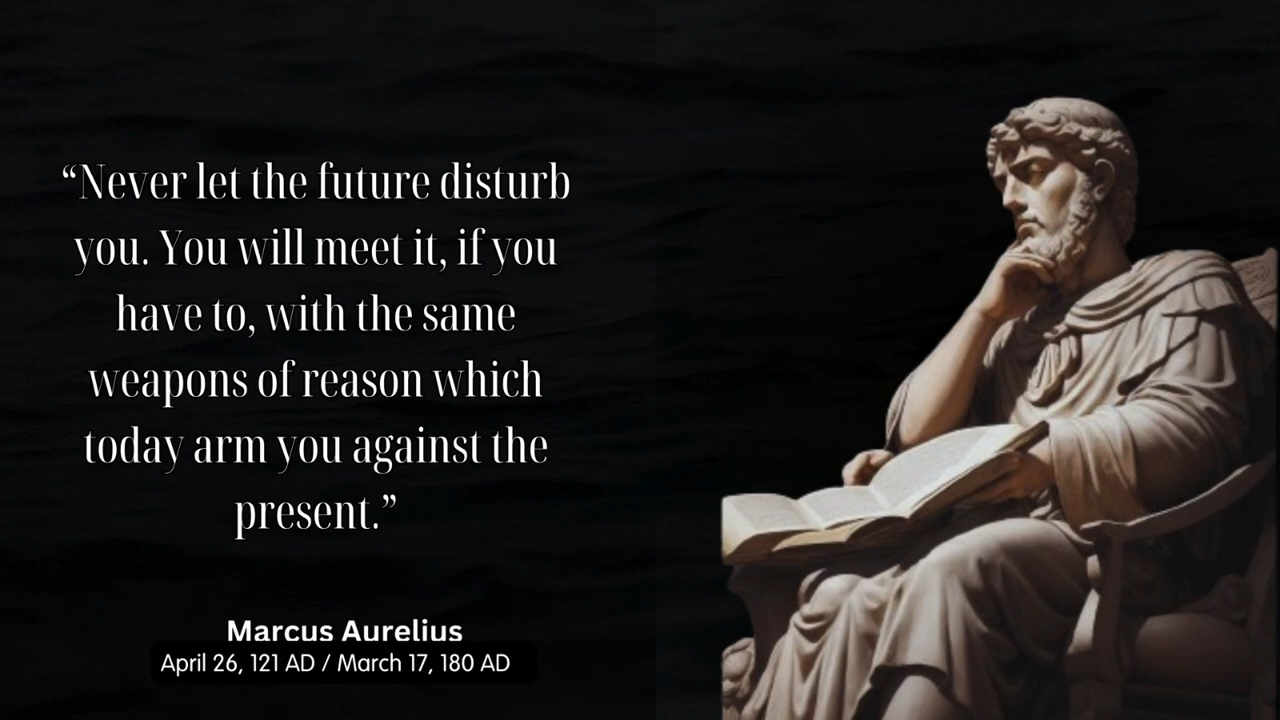 “Never let the future disturb
you. You will meet it, if you
have to, with the same
weapons of reason which
today arm you against the
present.”
Marcus Aurelius
April 26, 121 AD / March 17, 180 AD